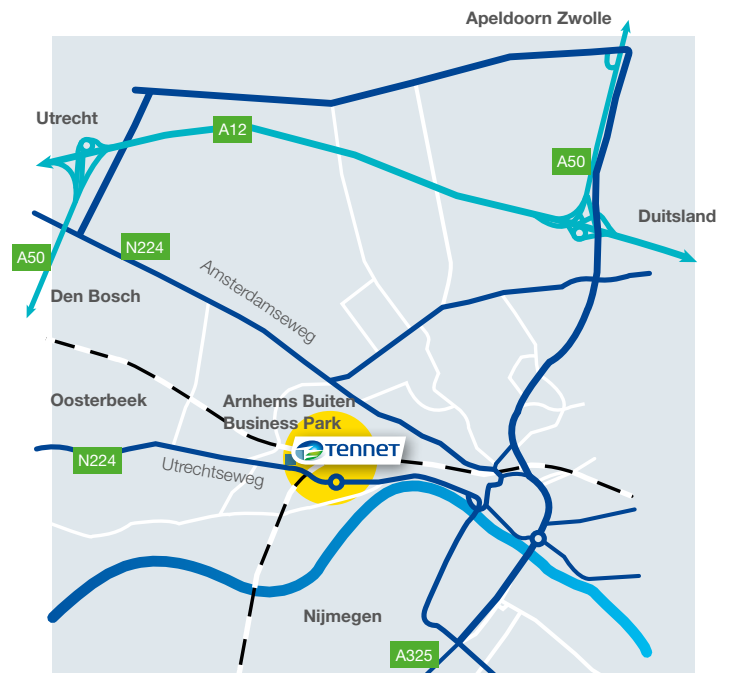 Apeldoorn Zwolle
Utrecht
A12
A50
Duitsland
N224
A50
Amsterdamseweg
Den Bosch
Oosterbeek
Arnhems Buiten
Business Park
TENNET
N224
Utrechtseweg
Nijmegen
A325